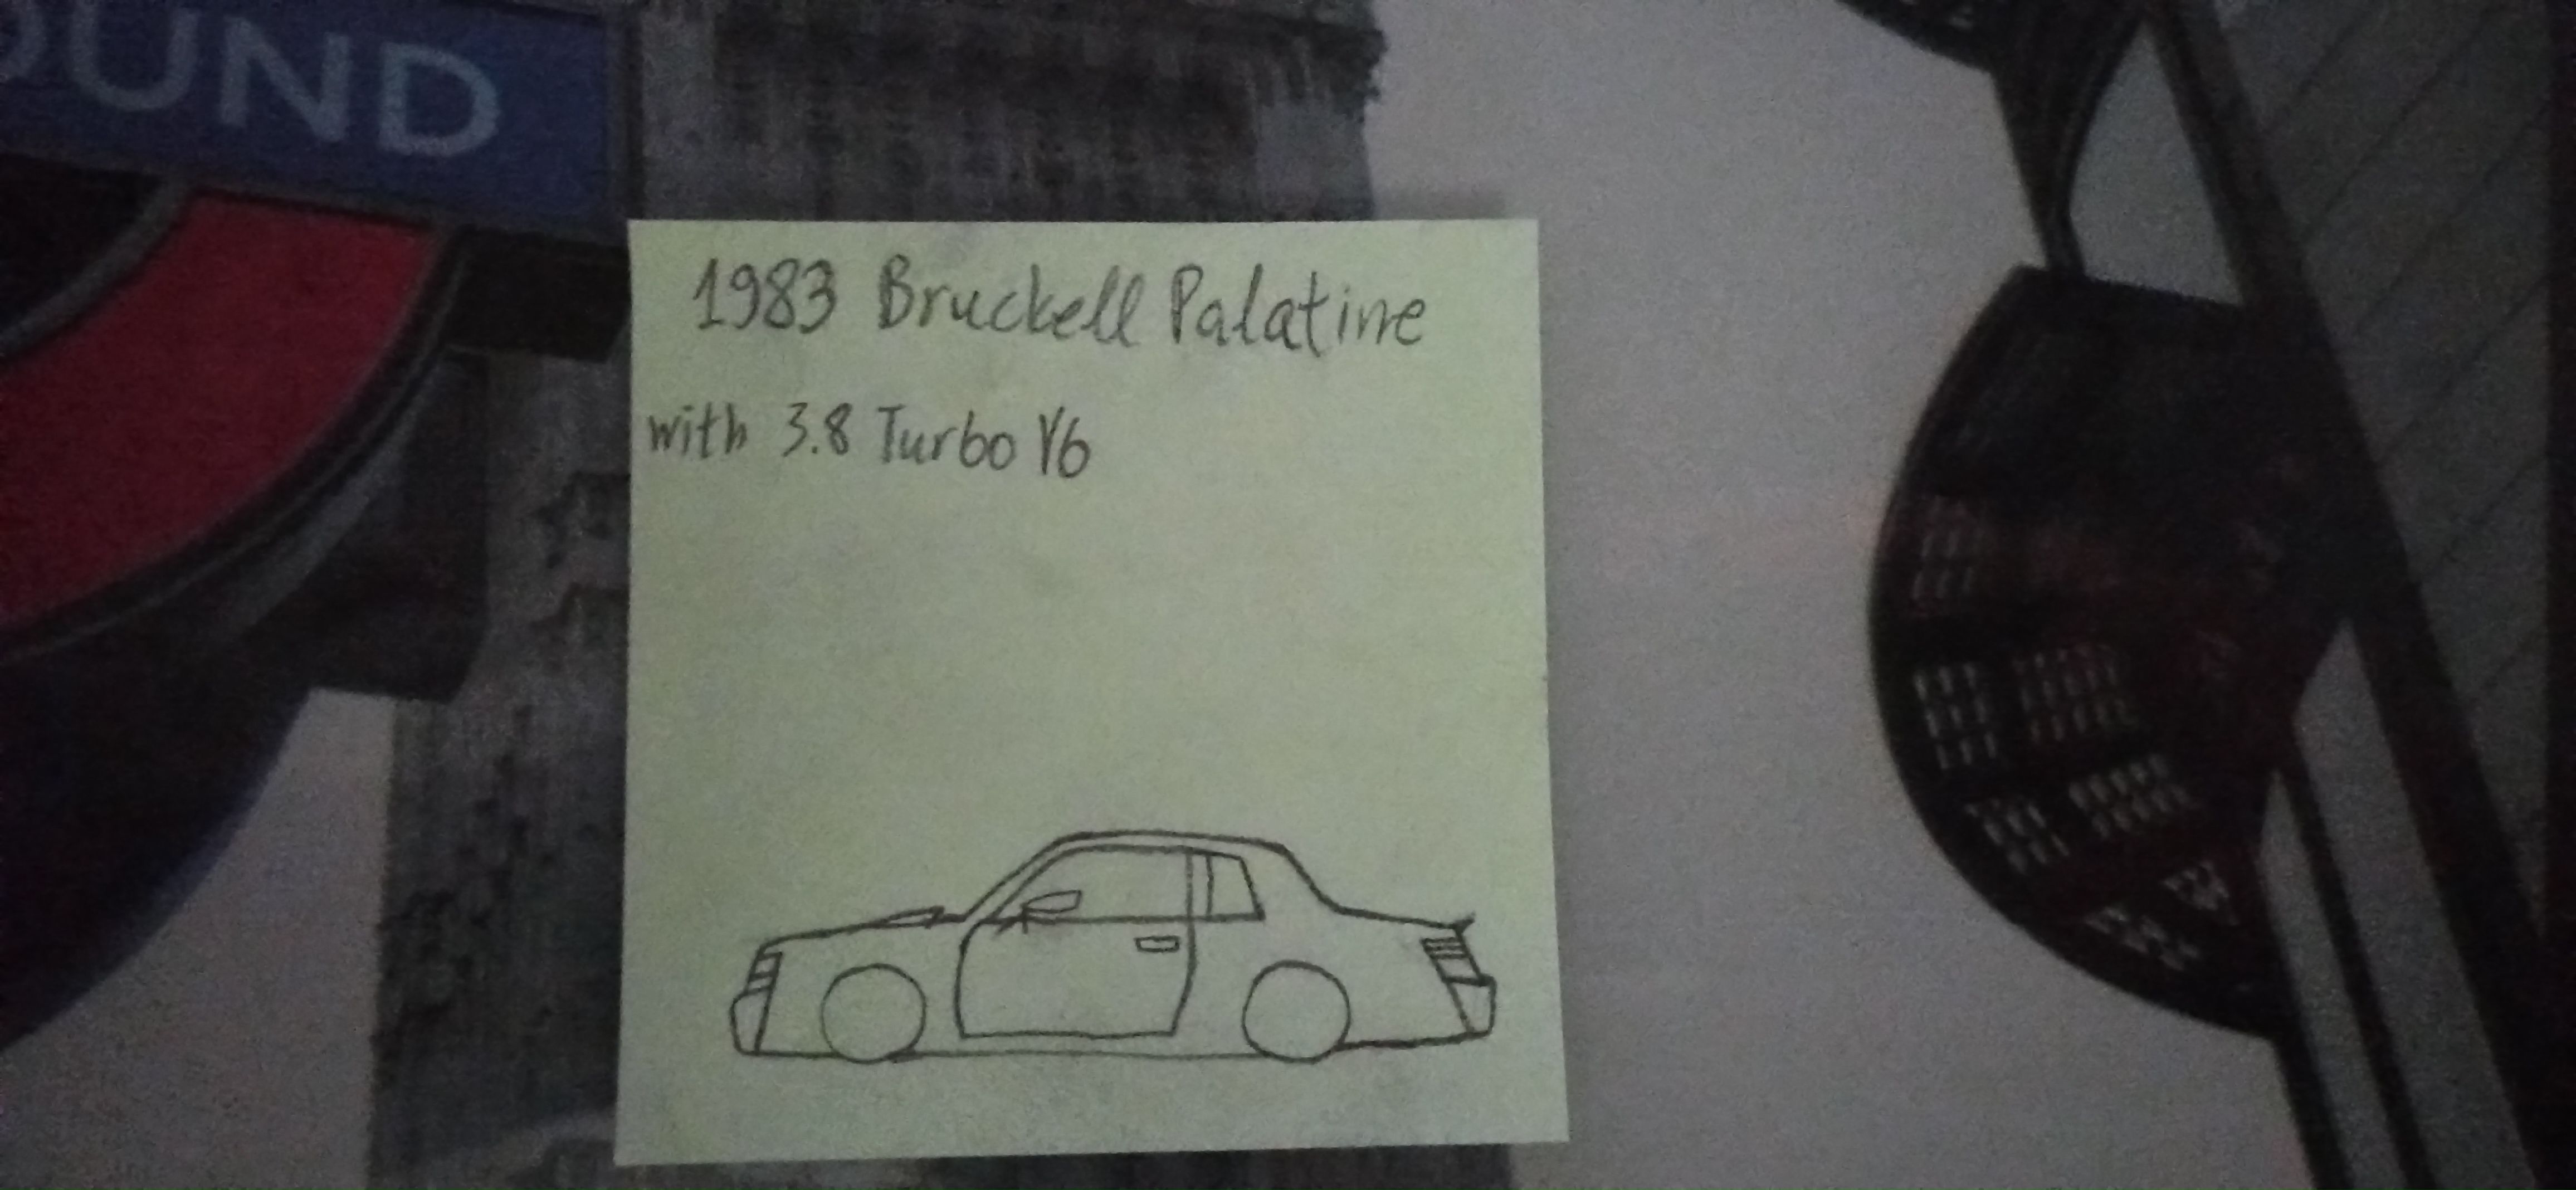 OUND
1983 Bruckell Palatine
with 3.8 Turbo V6